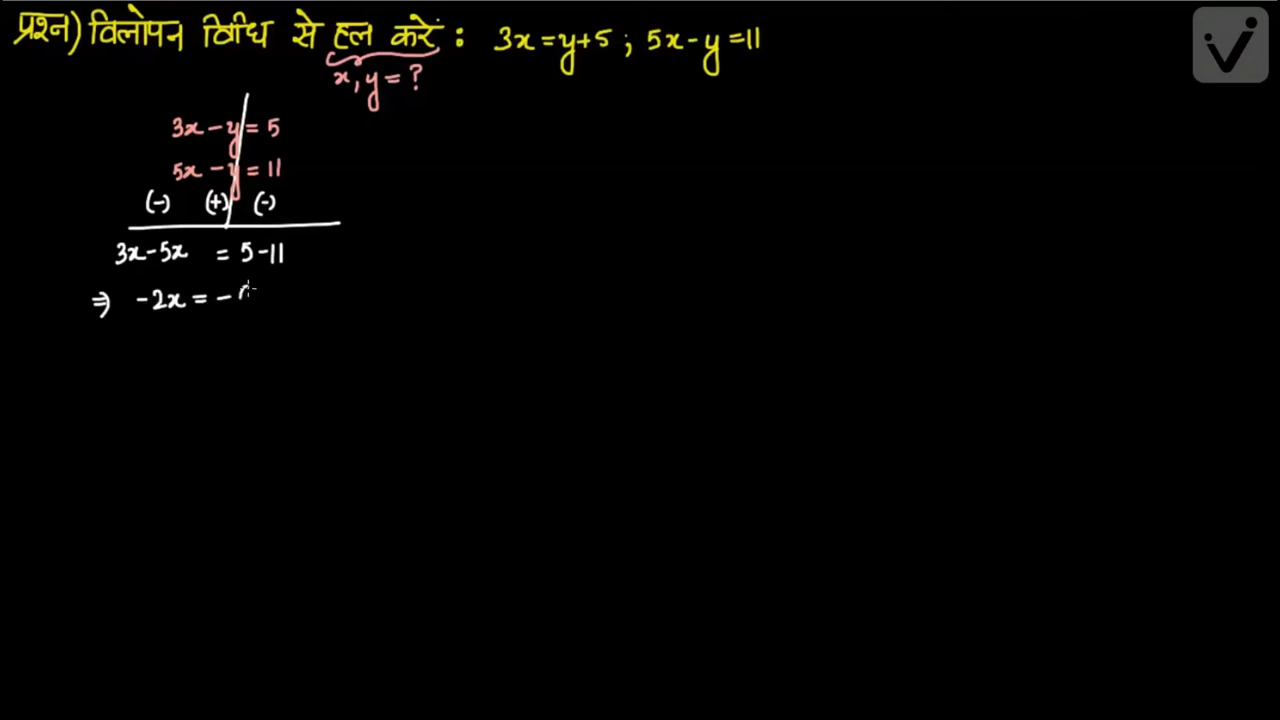 प्रश्न) विलोपन विधि से हल करें : 3x=y+5 ; 5x-y=11
x, y = ?
3x - y = 5
5x - y = 11
(-) (+) (-)
3x-5x = 5-11
⇒ -2x = -